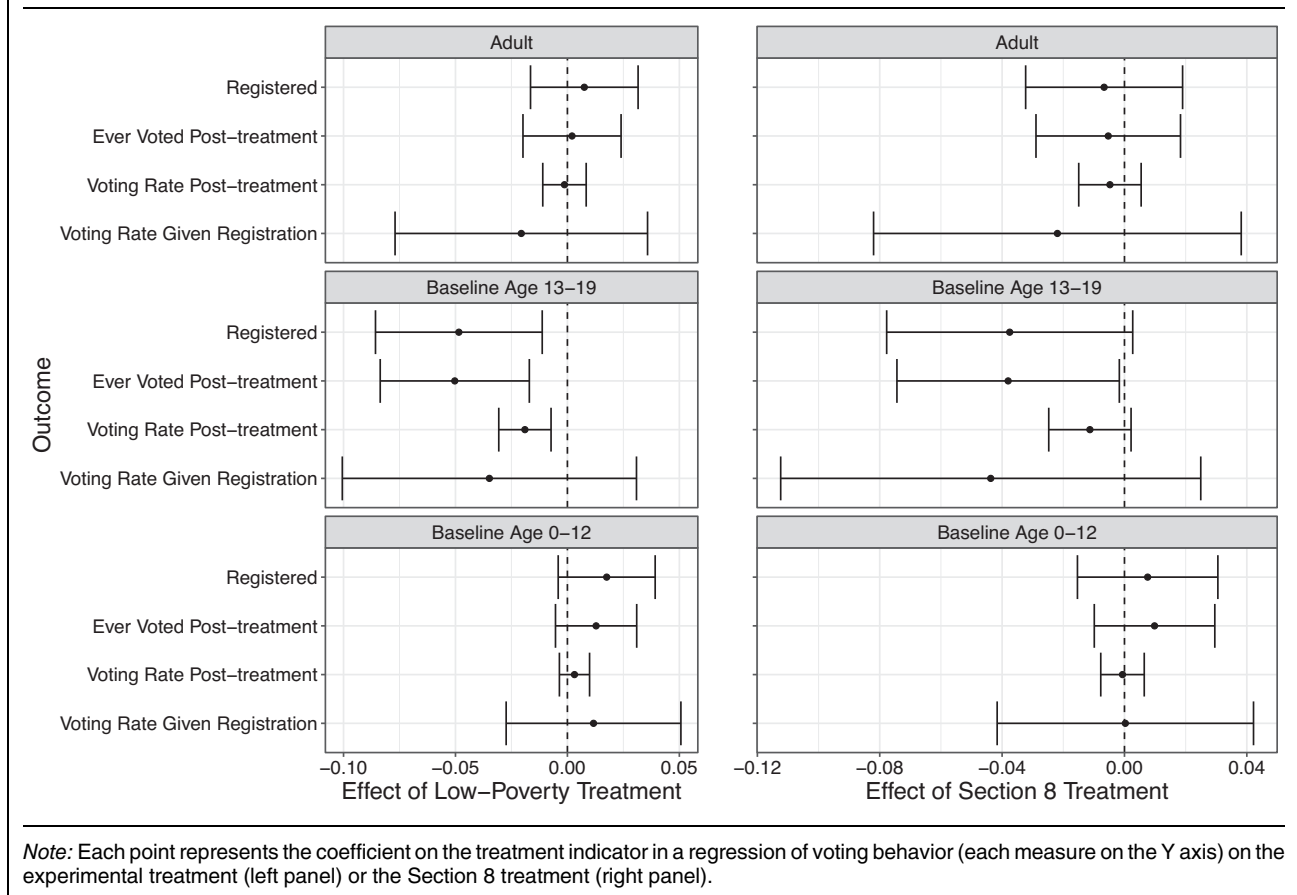 Adult
Adult
Registered
Ever Voted Post−treatment
Voting Rate Post−treatment
Voting Rate Given Registration
Baseline Age 13−19
Baseline Age 13−19
Registered
Ever Voted Post−treatment
Voting Rate Post−treatment
Voting Rate Given Registration
Baseline Age 0−12
Baseline Age 0−12
Registered
Ever Voted Post−treatment
Voting Rate Post−treatment
Voting Rate Given Registration
Outcome
−0.10 −0.05 0.00 0.05
−0.12 −0.08 −0.04 0.00 0.04
Effect of Low−Poverty Treatment
Effect of Section 8 Treatment
Note: Each point represents the coefficient on the treatment indicator in a regression of voting behavior (each measure on the Y axis) on the
experimental treatment (left panel) or the Section 8 treatment (right panel).